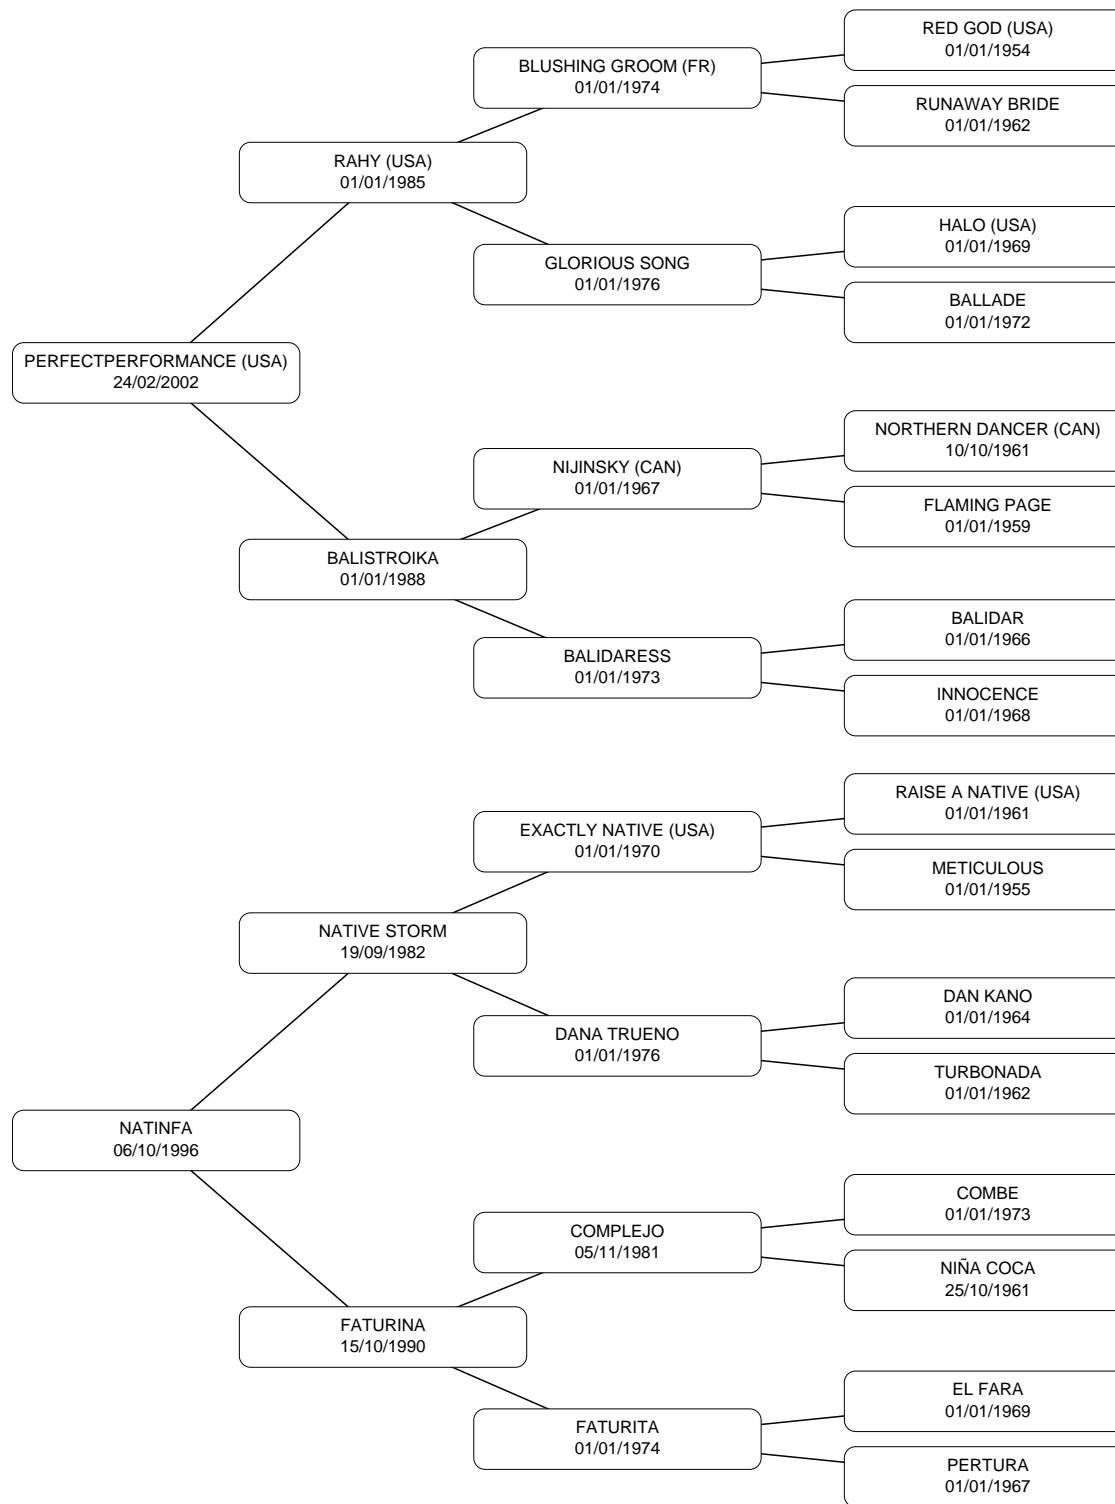 RED GOD (USA)
01/01/1954
BLUSHING GROOM (FR)
01/01/1974
RUNAWAY BRIDE
01/01/1962
RAHY (USA)
01/01/1985
HALO (USA)
01/01/1969
GLORIOUS SONG
01/01/1976
BALLADE
01/01/1972
PERFECTPERFORMANCE (USA)
24/02/2002
NORTHERN DANCER (CAN)
10/10/1961
NIJINSKY (CAN)
01/01/1967
FLAMING PAGE
01/01/1959
BALISTROIKA
01/01/1988
BALIDAR
01/01/1966
BALIDARESS
01/01/1973
INNOCENCE
01/01/1968
RAISE A NATIVE (USA)
01/01/1961
EXACTLY NATIVE (USA)
01/01/1970
METICULOUS
01/01/1955
NATIVE STORM
19/09/1982
DAN KANO
01/01/1964
DANA TRUENO
01/01/1976
TURBONADA
01/01/1962
NATINFA
06/10/1996
COMBE
01/01/1973
COMPLEJO
05/11/1981
NIÑA COCA
25/10/1961
FATURINA
15/10/1990
EL FARA
01/01/1969
FATURITA
01/01/1974
PERTURA
01/01/1967